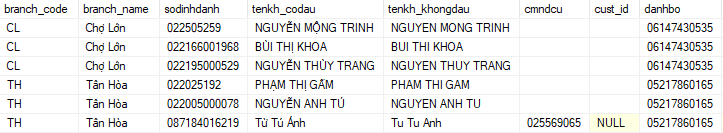 branch_code branch_name sodinhdanh tenkh_codau tenkh_khongdau cmndcu cust_id danhbo
CL Chợ Lớn 022505259 NGUYỄN MỘNG TRINH NGUYEN MONG TRINH 06147430535
CL Chợ Lớn 022166001968 BÙI THỊ KHOA BUI THI KHOA 06147430535
CL Chợ Lớn 022195000529 NGUYỄN THÙY TRANG NGUYEN THUY TRANG 06147430535
TH Tân Hòa 022025192 PHẠM THỊ GẤM PHAM THI GAM 05217860165
TH Tân Hòa 022005000078 NGUYỄN ANH TÚ NGUYEN ANH TU 05217860165
TH Tân Hòa 087184016219 Từ Tú Ánh Tu Tu Anh 025569065 NULL 05217860165